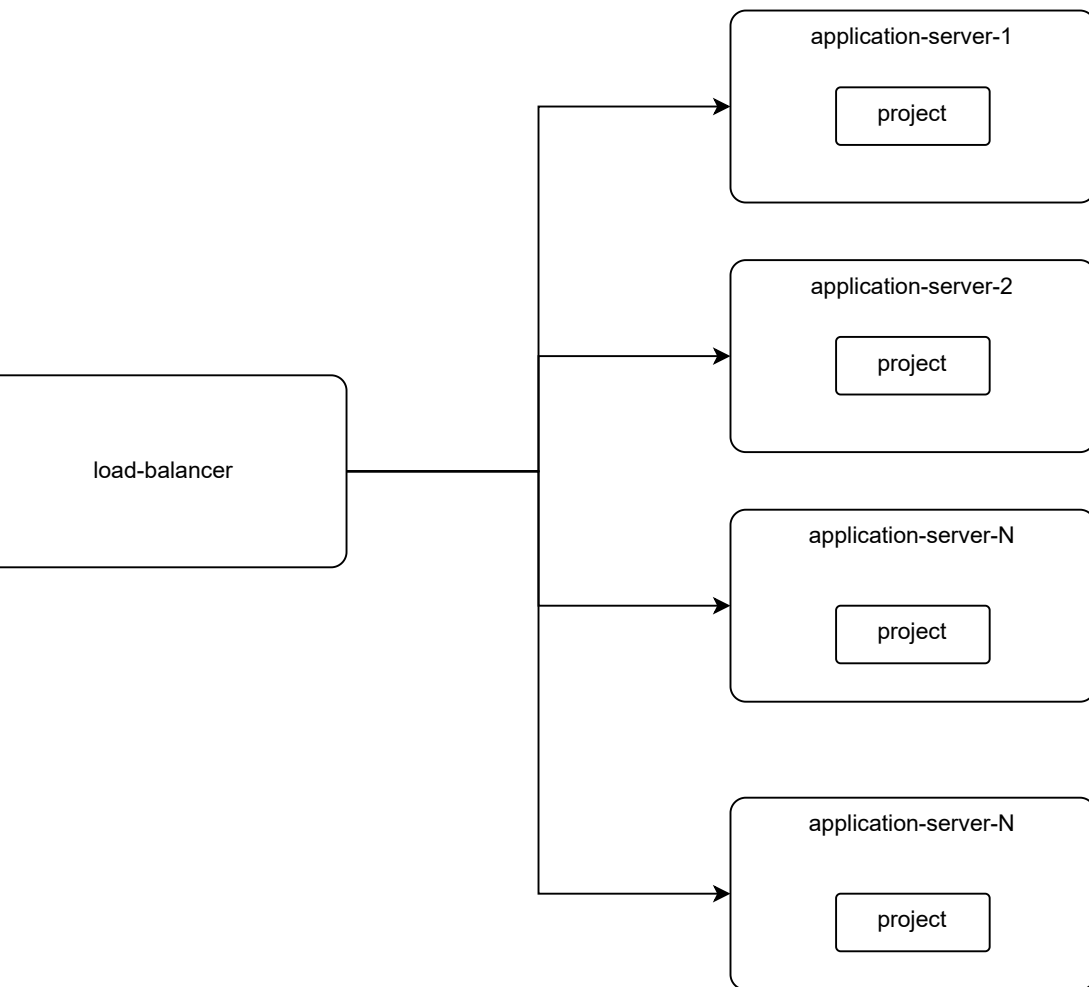 application-server-1
project
application-server-2
project
load-balancer
application-server-N
project
application-server-N
project